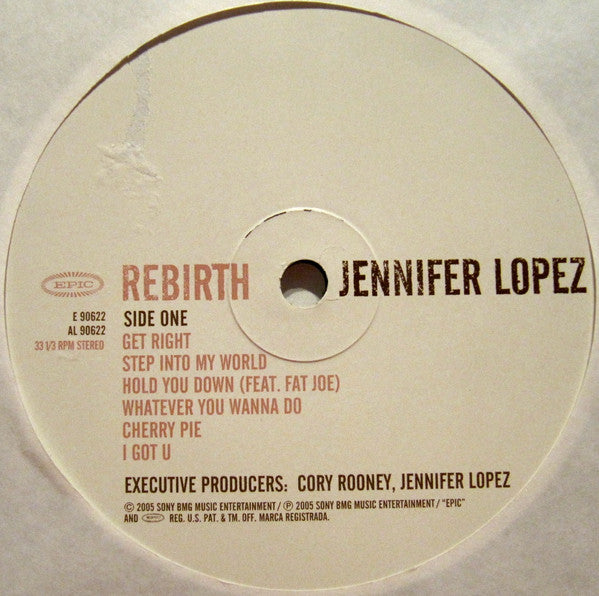 REBIRTH JENNIFER LOPEZ
EPIC
E 90622
AL 90622
33 1/3 RPM STEREO
SIDE ONE
GET RIGHT
STEP INTO MY WORLD
HOLD YOU DOWN (FEAT. FAT JOE)
WHATEVER YOU WANNA DO
CHERRY PIE
I GOT U
EXECUTIVE PRODUCERS: CORY ROONEY, JENNIFER LOPEZ
© 2005 SONY BMG MUSIC ENTERTAINMENT / ℗ 2005 SONY BMG MUSIC ENTERTAINMENT / "EPIC"
AND EPIC REG. U.S. PAT. & TM. OFF. MARCA REGISTRADA.